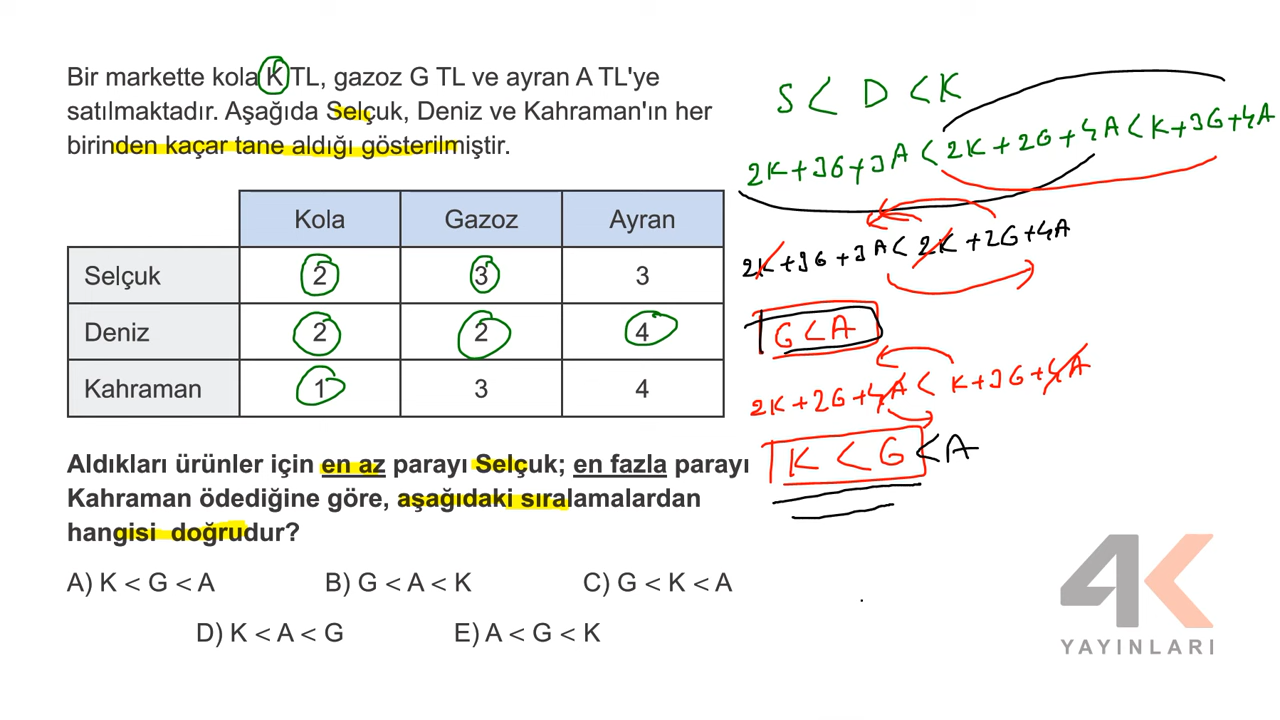 Bir markette kola K TL, gazoz G TL ve ayran A TL'ye
satılmaktadır. Aşağıda Selçuk, Deniz ve Kahraman'ın her
birinden kaçar tane aldığı gösterilmiştir.
Kola Gazoz Ayran
Selçuk 2 3 3
Deniz 2 2 4
Kahraman 1 3 4
Aldıkları ürünler için en az parayı Selçuk; en fazla parayı
Kahraman ödediğine göre, aşağıdaki sıralamalardan
hangisi doğrudur?
A) K < G < A B) G < A < K C) G < K < A
D) K < A < G E) A < G < K
S < D < K
2K + 3G + 3A < 2K + 2G + 4A < K + 3G + 4A
2K + 3G + 3A < 2K + 2G + 4A
G < A
2K + 2G + 4A < K + 3G + 4A
K < G < A
4K
YAYINLARI